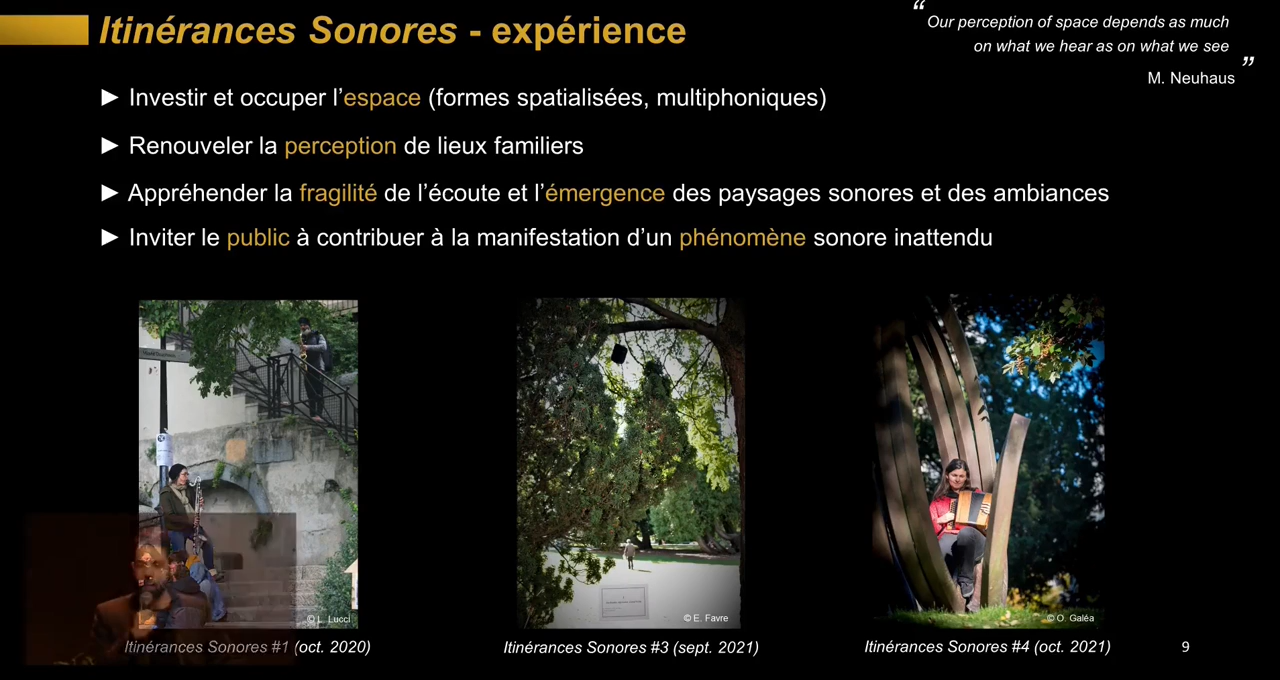 Itinérances Sonores - expérience
“ Our perception of space depends as much
on what we hear as on what we see ”
M. Neuhaus
► Investir et occuper l’espace (formes spatialisées, multiphoniques)
► Renouveler la perception de lieux familiers
► Appréhender la fragilité de l’écoute et l’émergence des paysages sonores et des ambiances
► Inviter le public à contribuer à la manifestation d’un phénomène sonore inattendu
© L. Lucci
© E. Favre
© O. Galéa
Itinérances Sonores #1 (oct. 2020)
Itinérances Sonores #3 (sept. 2021)
Itinérances Sonores #4 (oct. 2021)
9